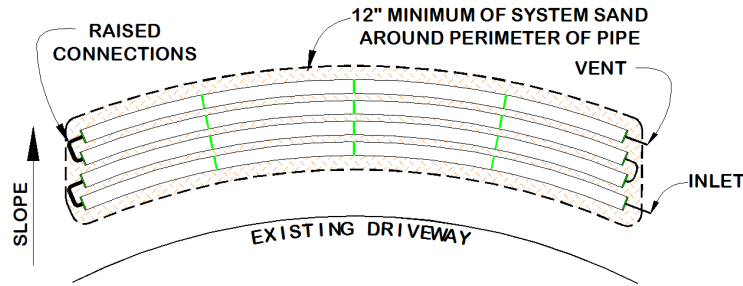 RAISED
CONNECTIONS
12" MINIMUM OF SYSTEM SAND
AROUND PERIMETER OF PIPE
VENT
INLET
SLOPE
EXISTING DRIVEWAY